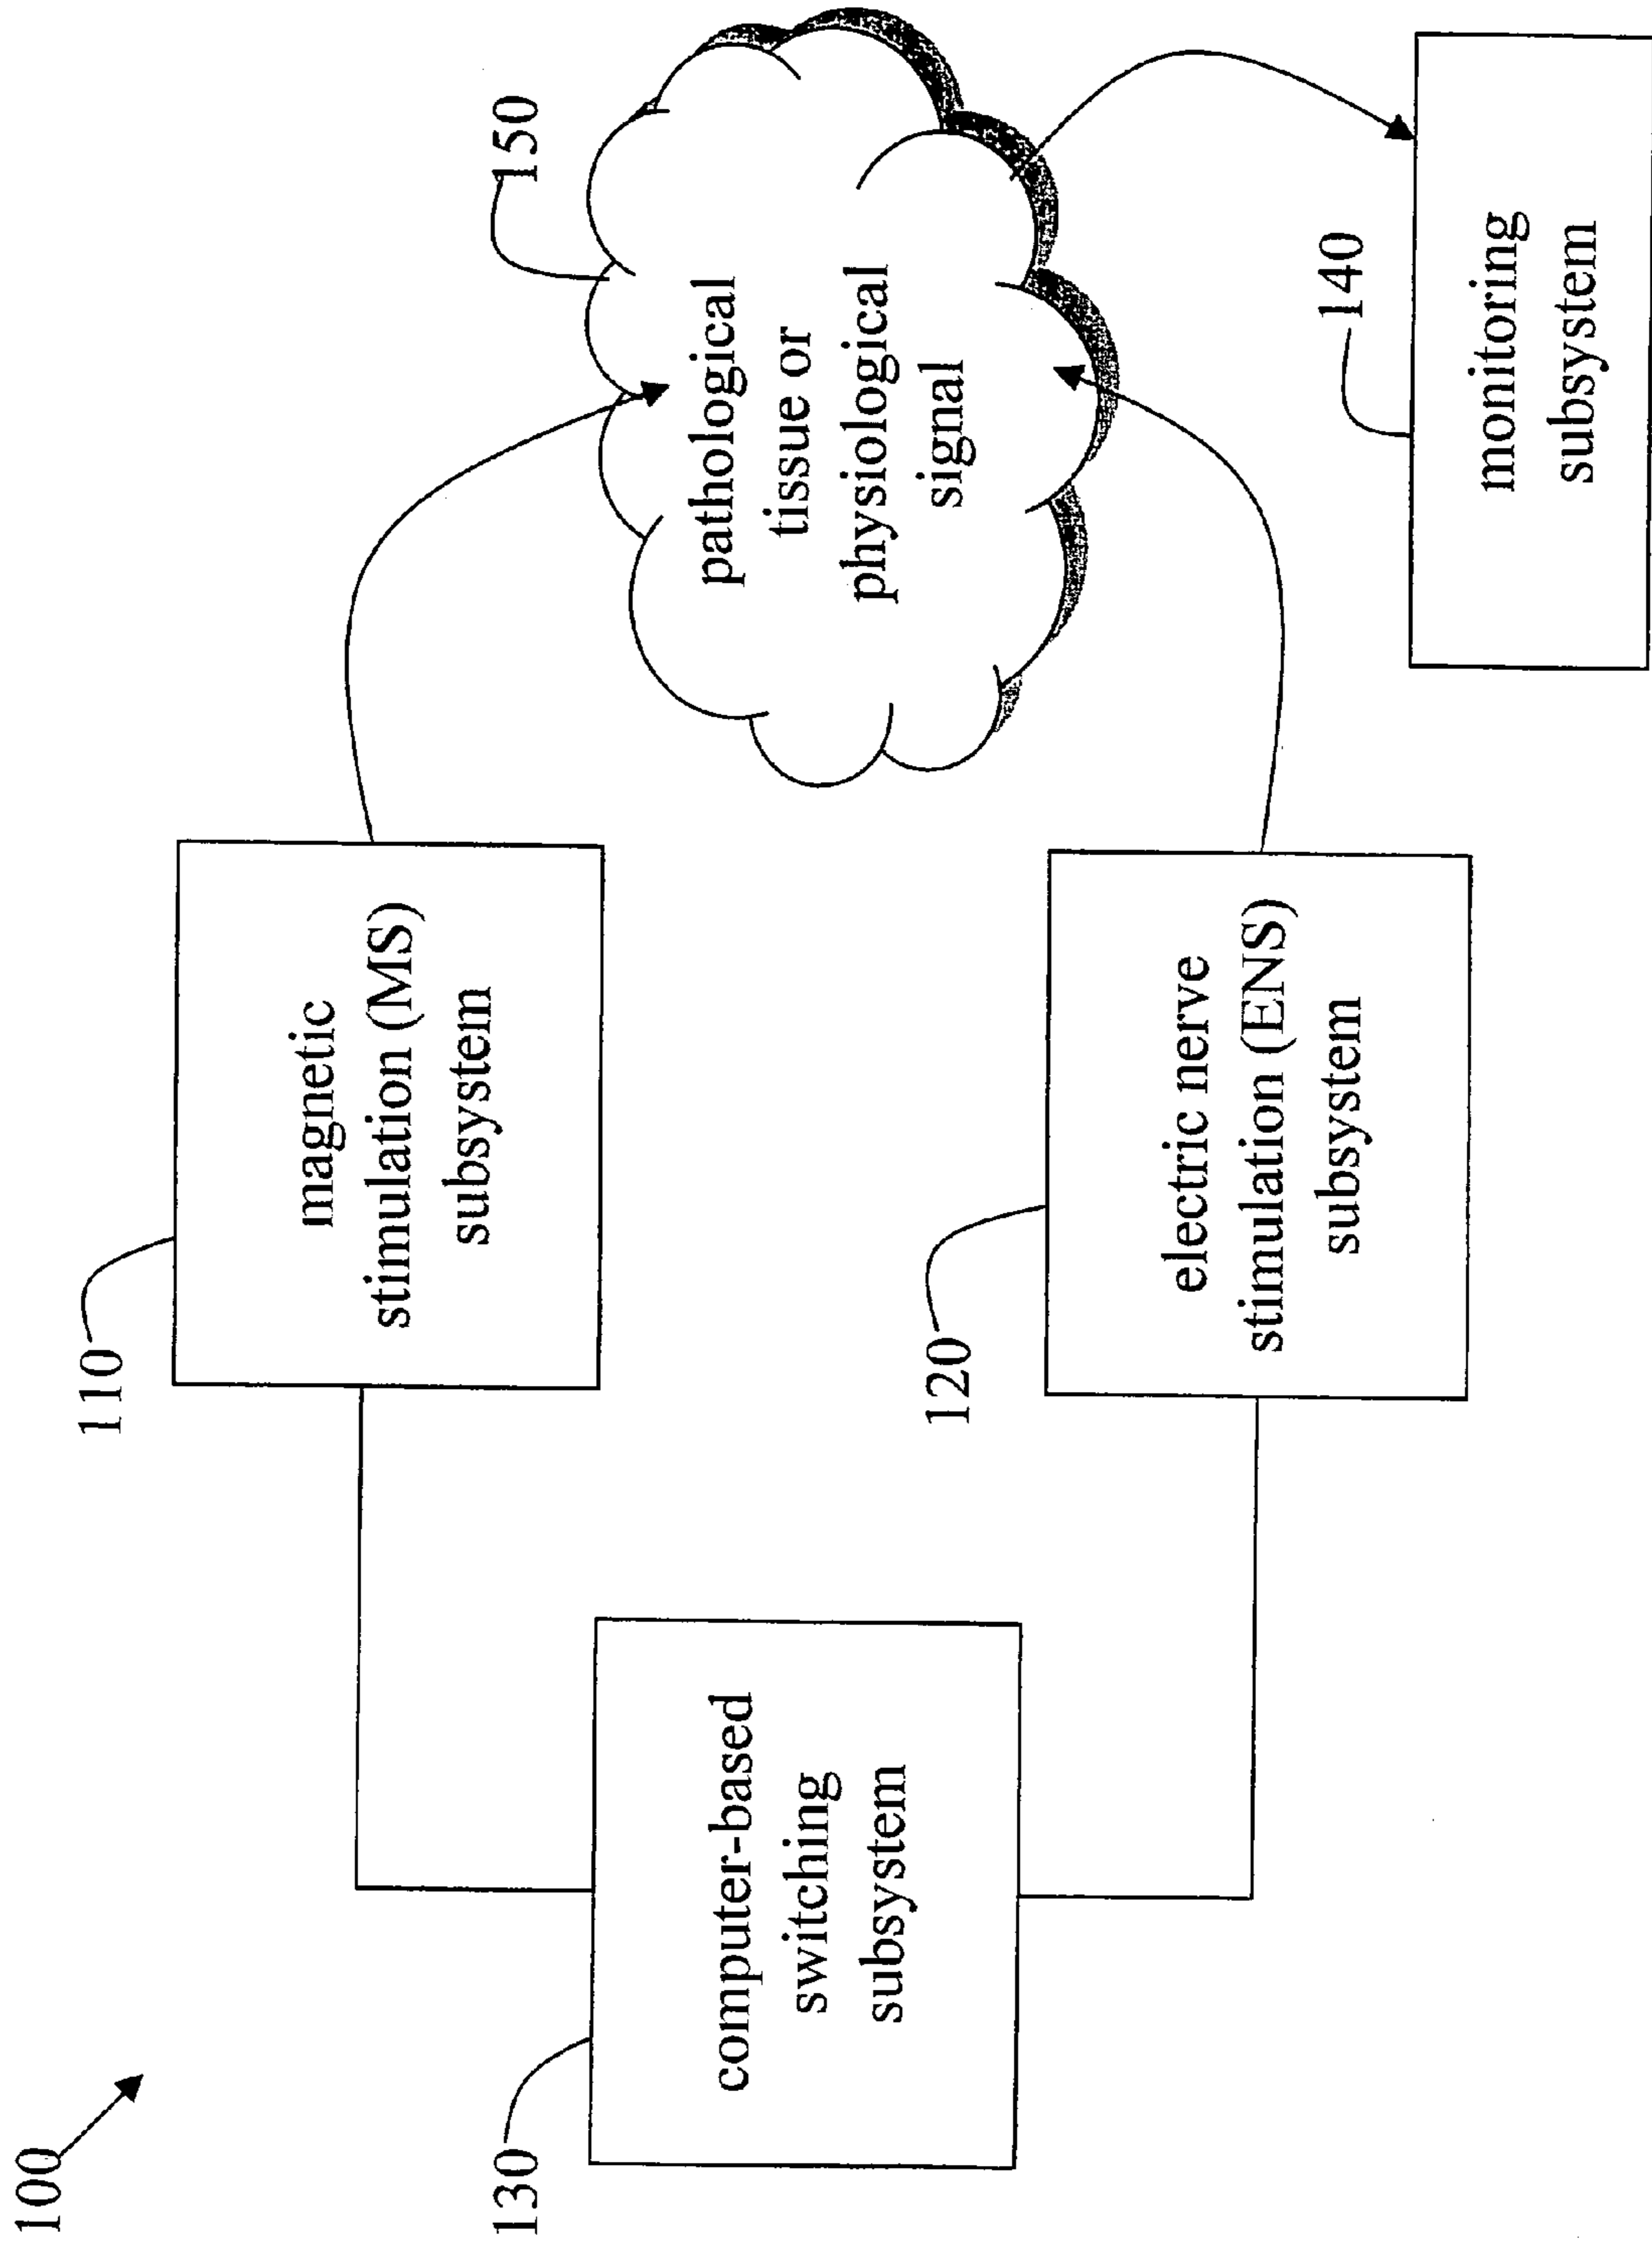 100
110
magnetic
stimulation (MS)
subsystem
150
pathological
tissue or
physiological
signal
130
computer-based
switching
subsystem
120
electric nerve
stimulation (ENS)
subsystem
140
monitoring
subsystem